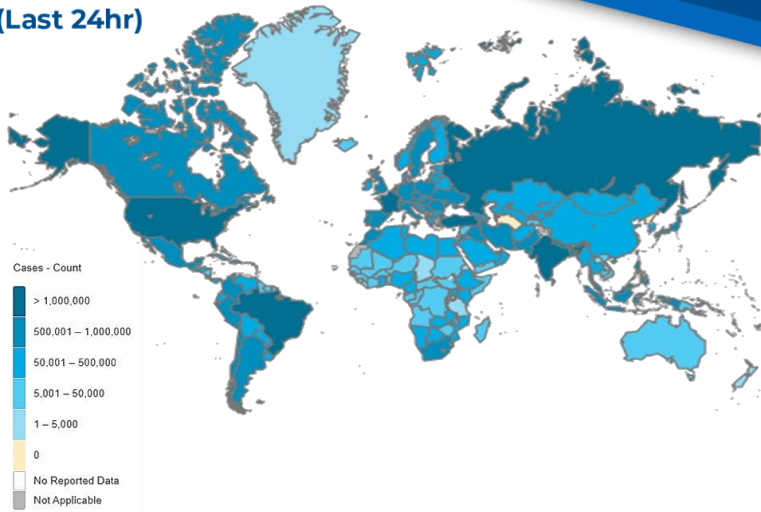 (Last 24hr)
Cases - Count
> 1,000,000
500,001 – 1,000,000
50,001 – 500,000
5,001 – 50,000
1 – 5,000
0
No Reported Data
Not Applicable